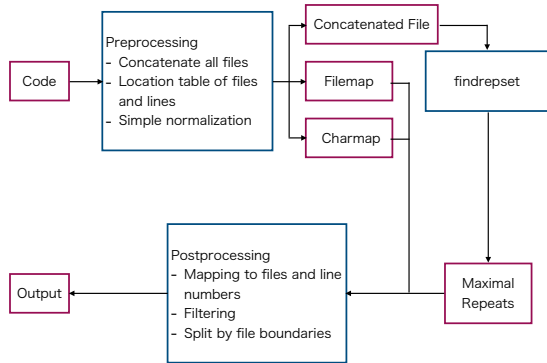 Code
Preprocessing
- Concatenate all files
- Location table of files
and lines
- Simple normalization
Concatenated File
Filemap
Charmap
findrepset
Maximal
Repeats
Postprocessing
- Mapping to files and line
numbers
- Filtering
- Split by file boundaries
Output